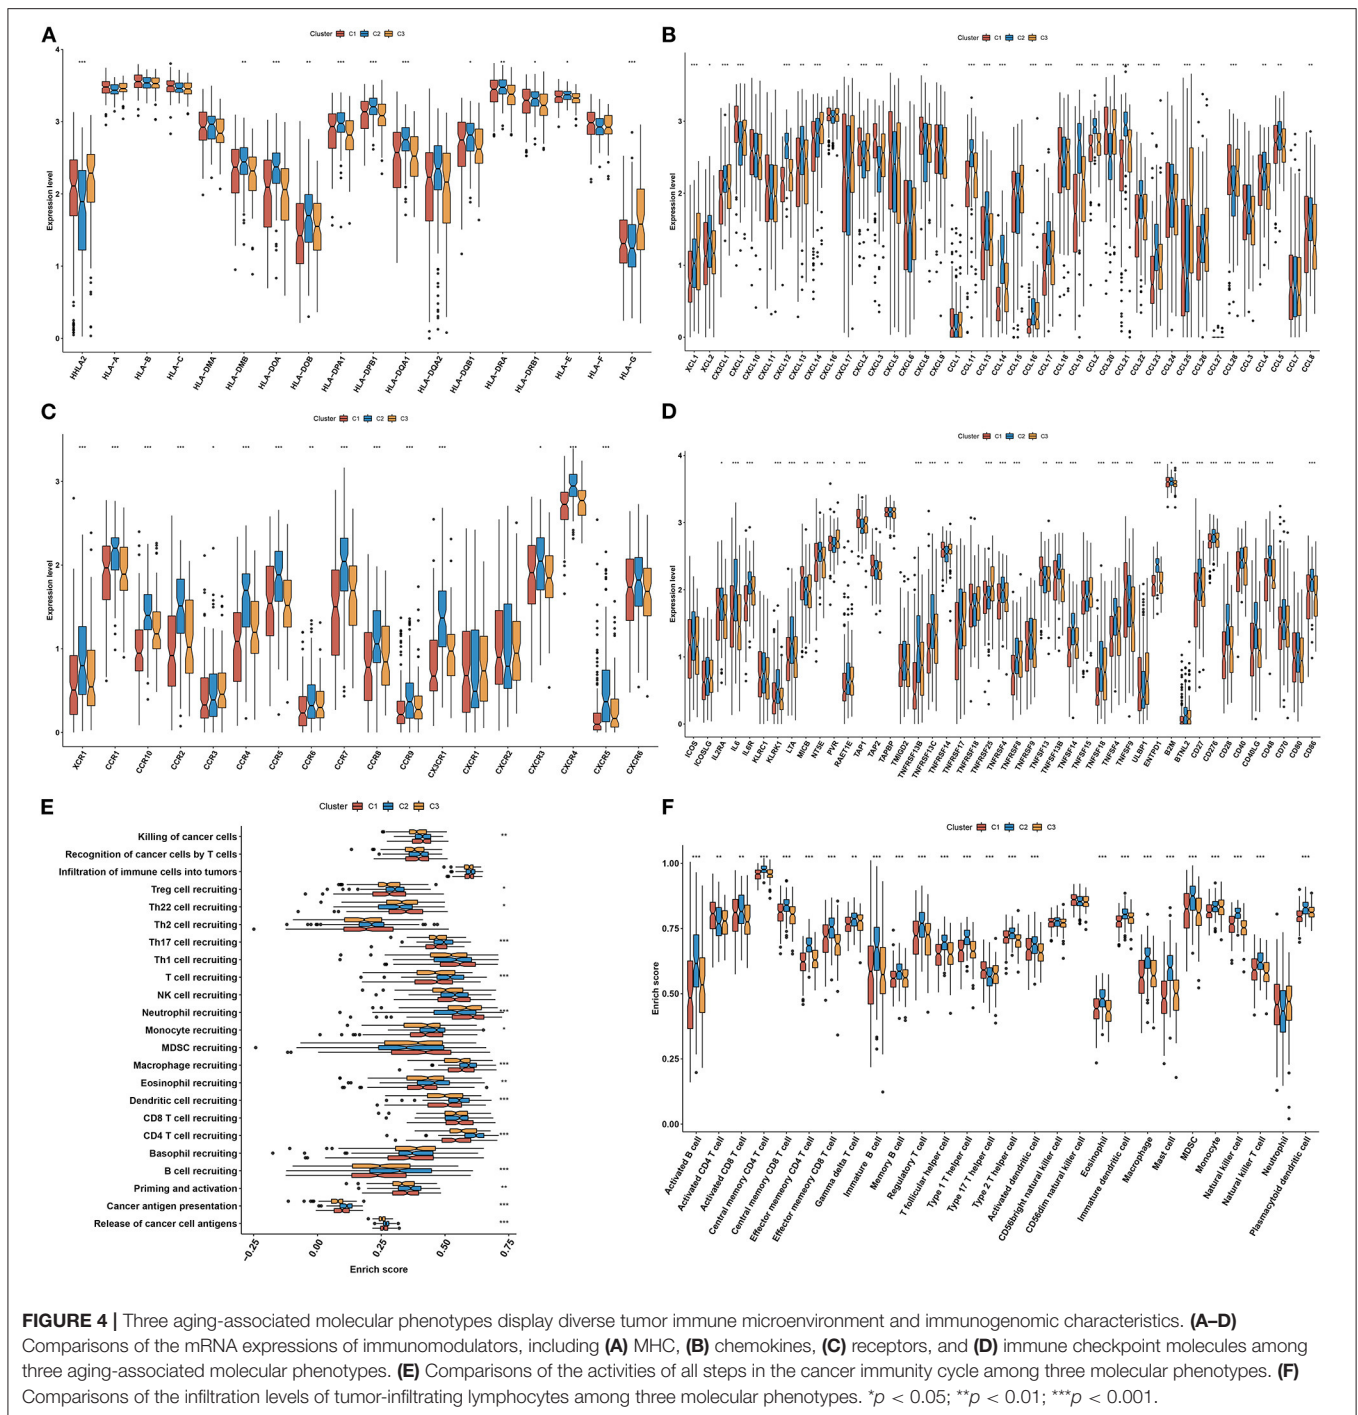 A
Cluster C1 C2 C3
Expression level
4
3
2
1
0
*** ** *** ** *** *** *** * ** * * ***
HHLA2 HLA-A HLA-B HLA-C HLA-DMA HLA-DMB HLA-DOA HLA-DOB HLA-DPA1 HLA-DPB1 HLA-DQA1 HLA-DQA2 HLA-DQB1 HLA-DRA HLA-DRB1 HLA-E HLA-F HLA-G
B
Cluster C1 C2 C3
Expression level
3
2
1
0
XCL1 XCL2 CX3CL1 CXCL1 CXCL10 CXCL11 CXCL12 CXCL13 CXCL14 CXCL16 CXCL17 CXCL2 CXCL3 CXCL5 CXCL6 CXCL8 CXCL9 CCL1 CCL11 CCL13 CCL14 CCL15 CCL16 CCL17 CCL18 CCL19 CCL2 CCL20 CCL21 CCL22 CCL23 CCL24 CCL25 CCL26 CCL27 CCL28 CCL3 CCL4 CCL5 CCL7 CCL8
C
Cluster C1 C2 C3
Expression level
3
2
1
0
*** *** *** *** * *** *** ** *** *** *** *** * *** ***
XCR1 CCR1 CCR10 CCR2 CCR3 CCR4 CCR5 CCR6 CCR7 CCR8 CCR9 CX3CR1 CXCR1 CXCR2 CXCR3 CXCR4 CXCR5 CXCR6
D
Cluster C1 C2 C3
Expression level
4
3
2
1
0
ICOS ICOSLG IL2RA IL6 IL6R KLRC1 KLRK1 LTA MICB NT5E PVR RAET1E TAP1 TAP2 TAPBP TMIGD2 TNFRSF13B TNFRSF13C TNFRSF14 TNFRSF17 TNFRSF18 TNFRSF25 TNFRSF4 TNFRSF8 TNFRSF9 TNFSF13 TNFSF13B TNFSF14 TNFSF15 TNFSF18 TNFSF4 TNFSF9 ULBP1 ENTPD1 B2M BTNL2 CD27 CD276 CD28 CD40 CD40LG CD48 CD70 CD80 CD86
E
Cluster C1 C2 C3
Killing of cancer cells **
Recognition of cancer cells by T cells
Infiltration of immune cells into tumors
Treg cell recruiting *
Th22 cell recruiting *
Th2 cell recruiting
Th17 cell recruiting ***
Th1 cell recruiting
T cell recruiting ***
NK cell recruiting
Neutrophil recruiting ***
Monocyte recruiting *
MDSC recruiting
Macrophage recruiting ***
Eosinophil recruiting **
Dendritic cell recruiting ***
CD8 T cell recruiting
CD4 T cell recruiting ***
Basophil recruiting
B cell recruiting ***
Priming and activation **
Cancer antigen presentation ***
Release of cancer cell antigens ***
−0.25 0.00 0.25 0.50 0.75
Enrich score
F
Cluster C1 C2 C3
Enrich score
1.00
0.75
0.50
0.25
0.00
*** ** ** *** *** *** *** ** *** *** *** *** *** *** *** *** *** *** *** *** *** *** ***
Activated B cell
Activated CD4 T cell
Activated CD8 T cell
Central memory CD4 T cell
Central memory CD8 T cell
Effector memory CD4 T cell
Effector memory CD8 T cell
Gamma delta T cell
Immature B cell
Memory B cell
Regulatory T cell
T follicular helper cell
Type 1 T helper cell
Type 17 T helper cell
Type 2 T helper cell
Activated dendritic cell
CD56bright natural killer cell
CD56dim natural killer cell
Eosinophil
Immature dendritic cell
Macrophage
Mast cell
MDSC
Monocyte
Natural killer cell
Natural killer T cell
Neutrophil
Plasmacytoid dendritic cell
FIGURE 4 | Three aging-associated molecular phenotypes display diverse tumor immune microenvironment and immunogenomic characteristics. (A–D)
Comparisons of the mRNA expressions of immunomodulators, including (A) MHC, (B) chemokines, (C) receptors, and (D) immune checkpoint molecules among
three aging-associated molecular phenotypes. (E) Comparisons of the activities of all steps in the cancer immunity cycle among three molecular phenotypes. (F)
Comparisons of the infiltration levels of tumor-infiltrating lymphocytes among three molecular phenotypes. *p < 0.05; **p < 0.01; ***p < 0.001.